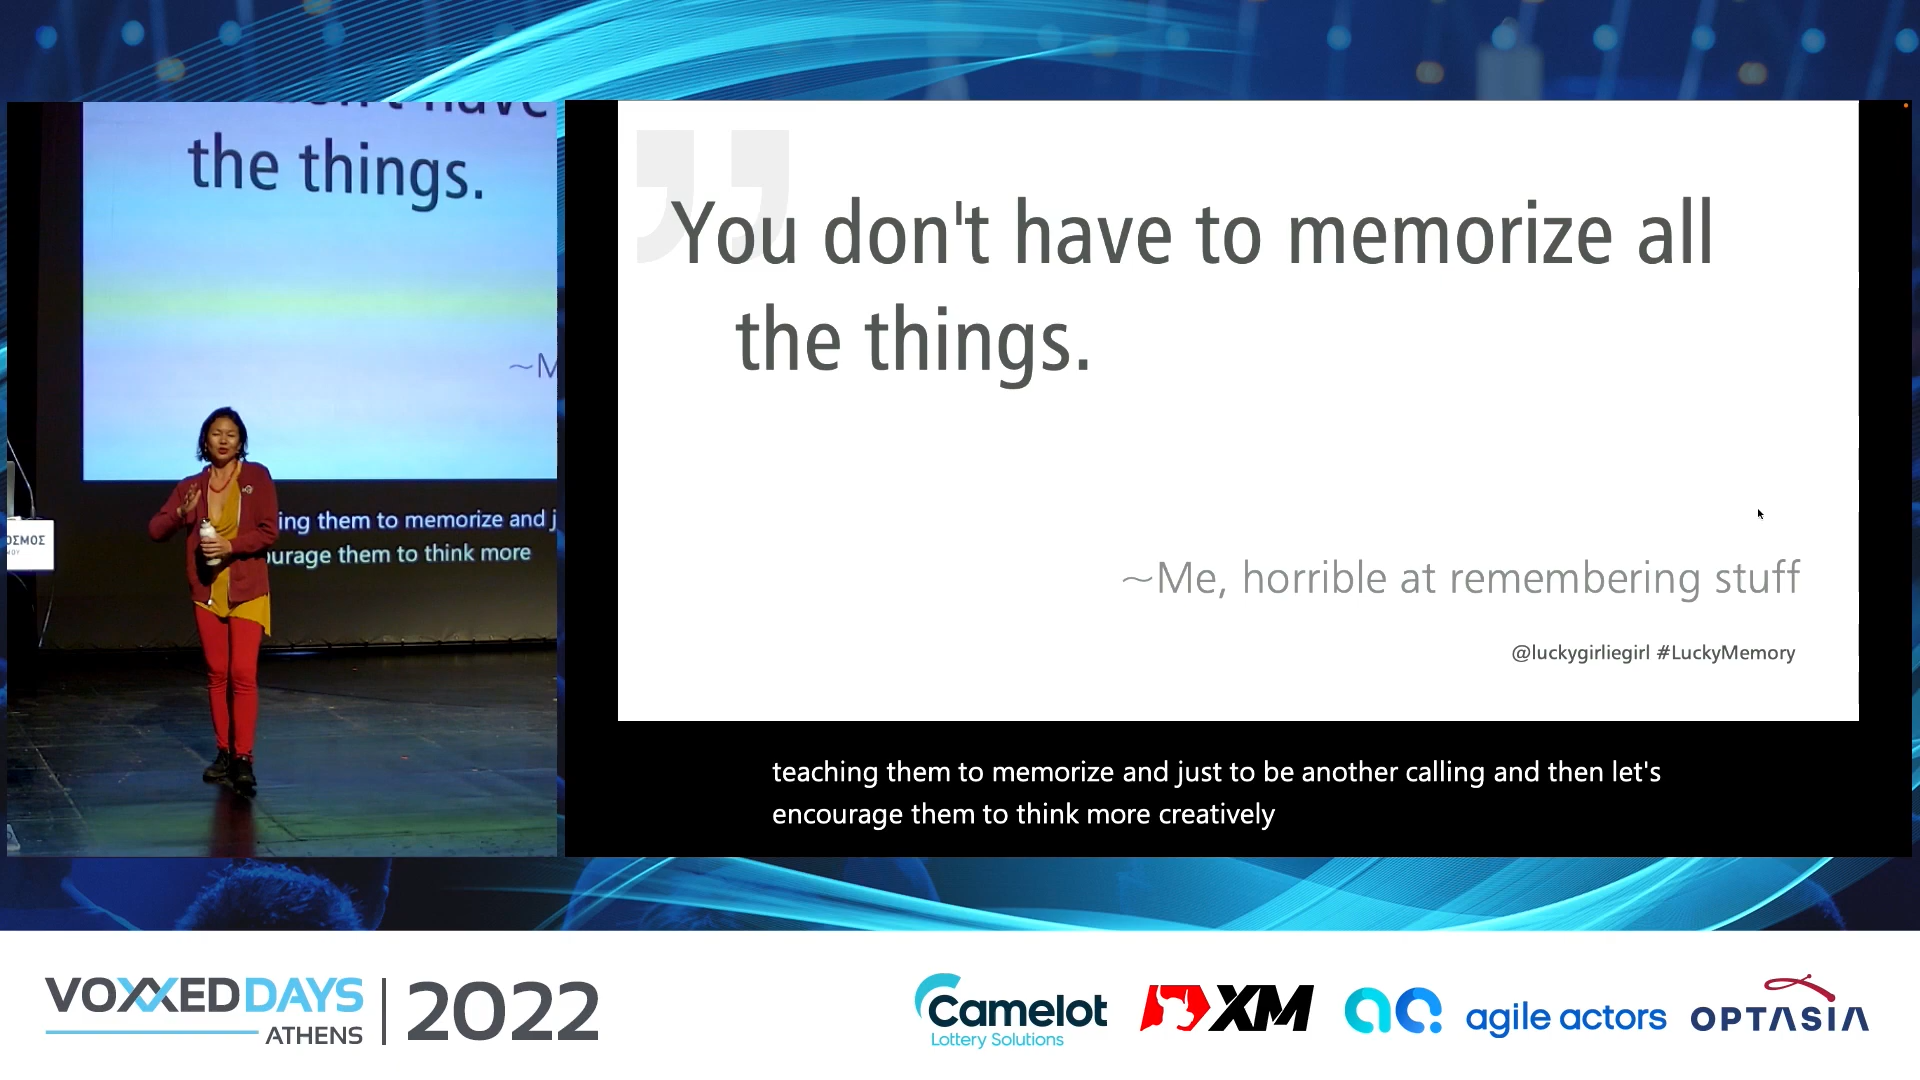 the things.
ing them to memorize and j
ourage them to think more
ΟΣΜΟΣ
You don't have to memorize all
the things.
~Me, horrible at remembering stuff
@luckygirliegirl #LuckyMemory
teaching them to memorize and just to be another calling and then let's
encourage them to think more creatively
VOXXEDDAYS
ATHENS
2022
Camelot
Lottery Solutions
XM
agile actors
OPTASIA